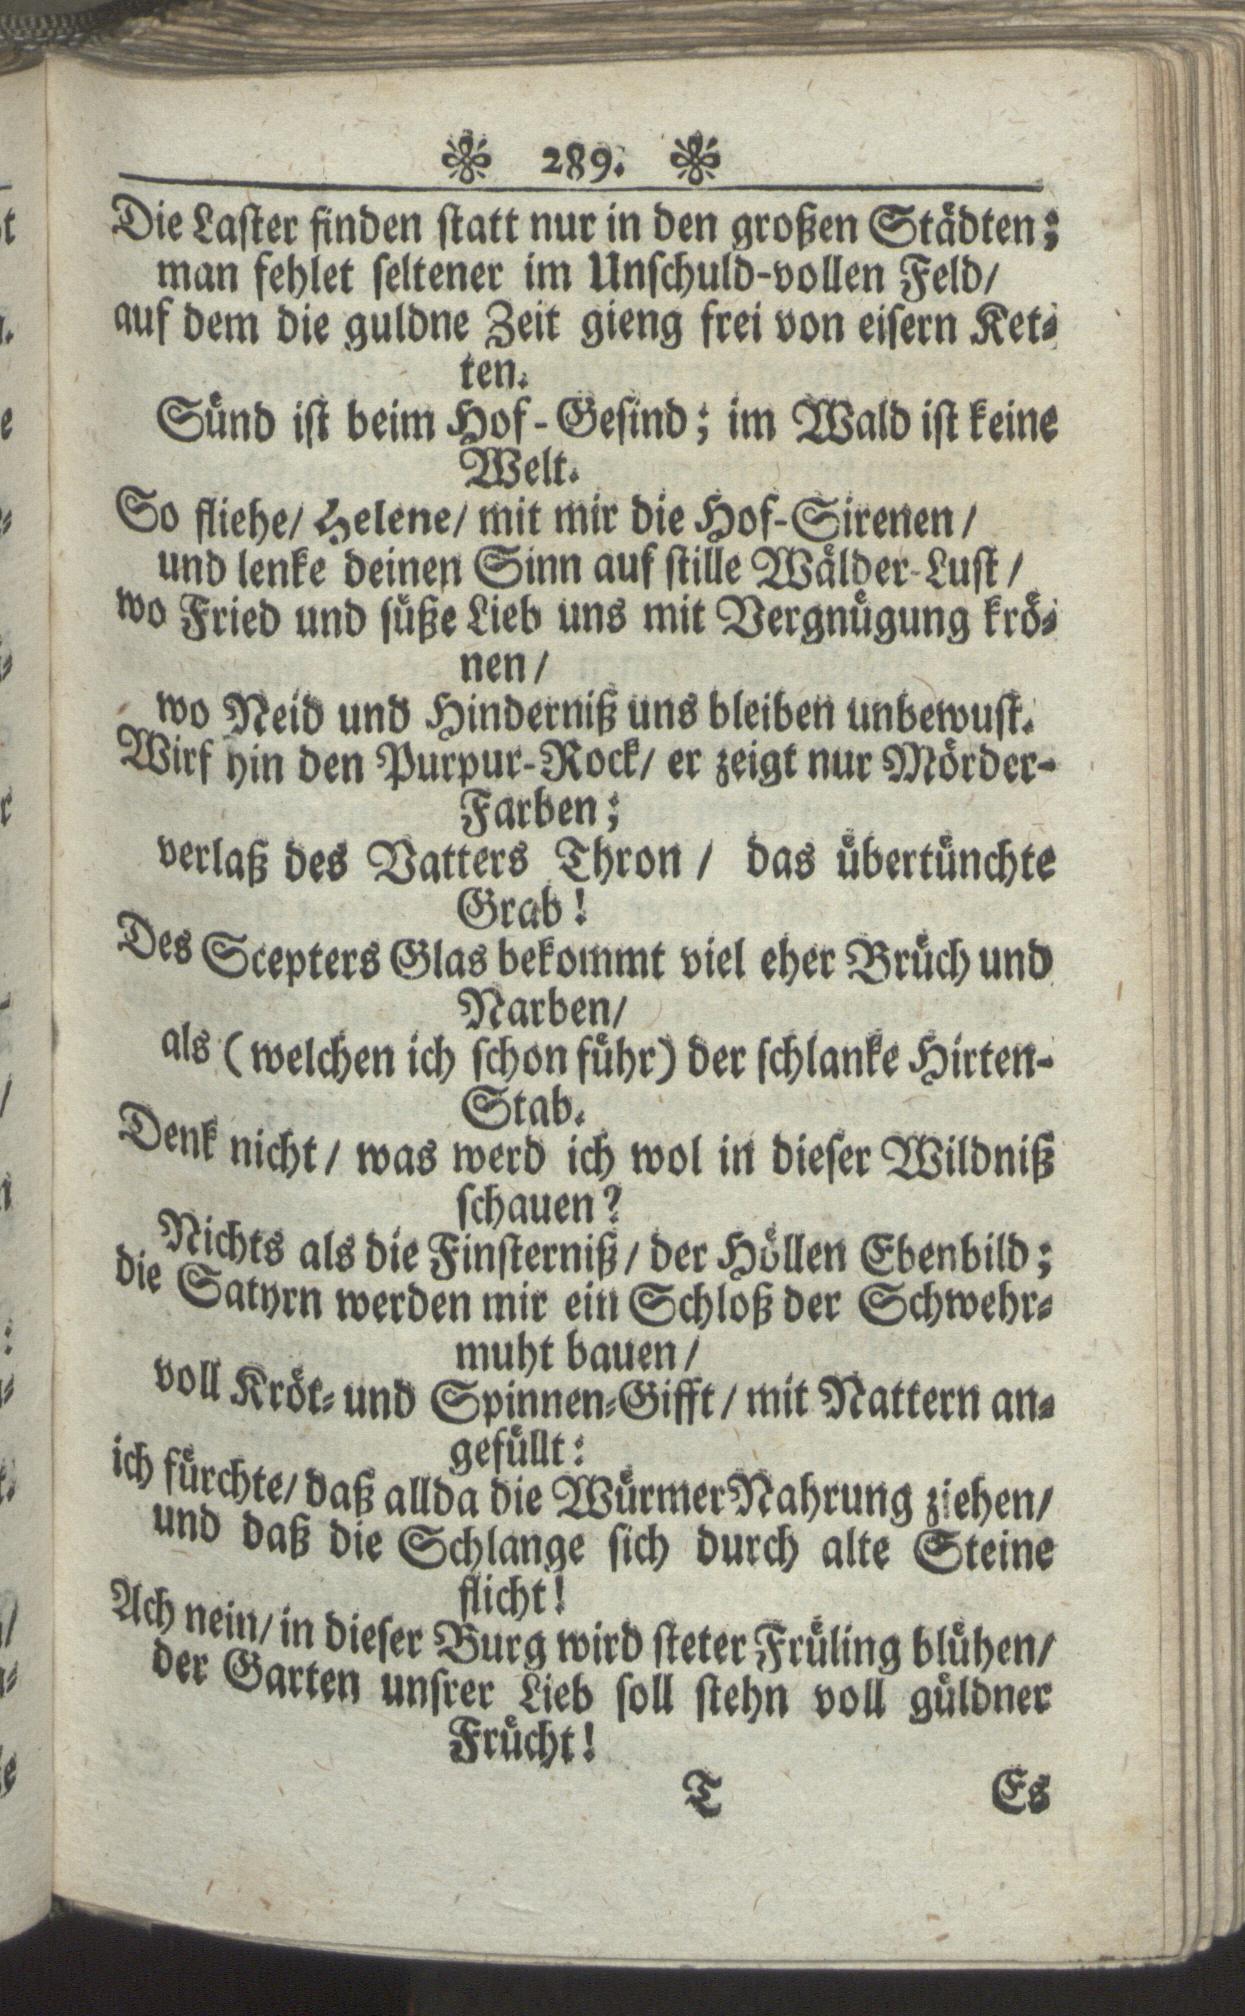 289.
Die Laster finden statt nur in den großen Städten;
man fehlet seltener im Unschuld-vollen Feld/
auf dem die guldne Zeit gieng frei von eisern Ket-
ten.
Sünd ist beim Hof-Gesind; im Wald ist keine
Welt.
So fliehe/ Helene/ mit mir die Hof-Sirenen/
und lenke deinen Sinn auf stille Wälder-Lust/
wo Fried und süße Lieb uns mit Vergnügung krö-
nen/
wo Neid und Hinderniß uns bleiben unbewust.
Wirf hin den Purpur-Rock/ er zeigt nur Mörder-
Farben;
verlaß des Vatters Thron/ das übertünchte
Grab!
Des Scepters Glas bekommt viel eher Brüch und
Narben/
als (welchen ich schon führ) der schlanke Hirten-
Stab.
Denk nicht/ was werd ich wol in dieser Wildniß
schauen?
Nichts als die Finsterniß/ der Höllen Ebenbild;
die Satyrn werden mir ein Schloß der Schwehr-
muht bauen/
voll Kröt- und Spinnen-Gifft/ mit Nattern an-
gefüllt:
ich fürchte/ daß allda die Würmer Nahrung ziehen/
und daß die Schlange sich durch alte Steine
flicht!
Ach nein/ in dieser Burg wird steter Früling blühen/
der Garten unsrer Lieb soll stehn voll güldner
Frücht!
T Es